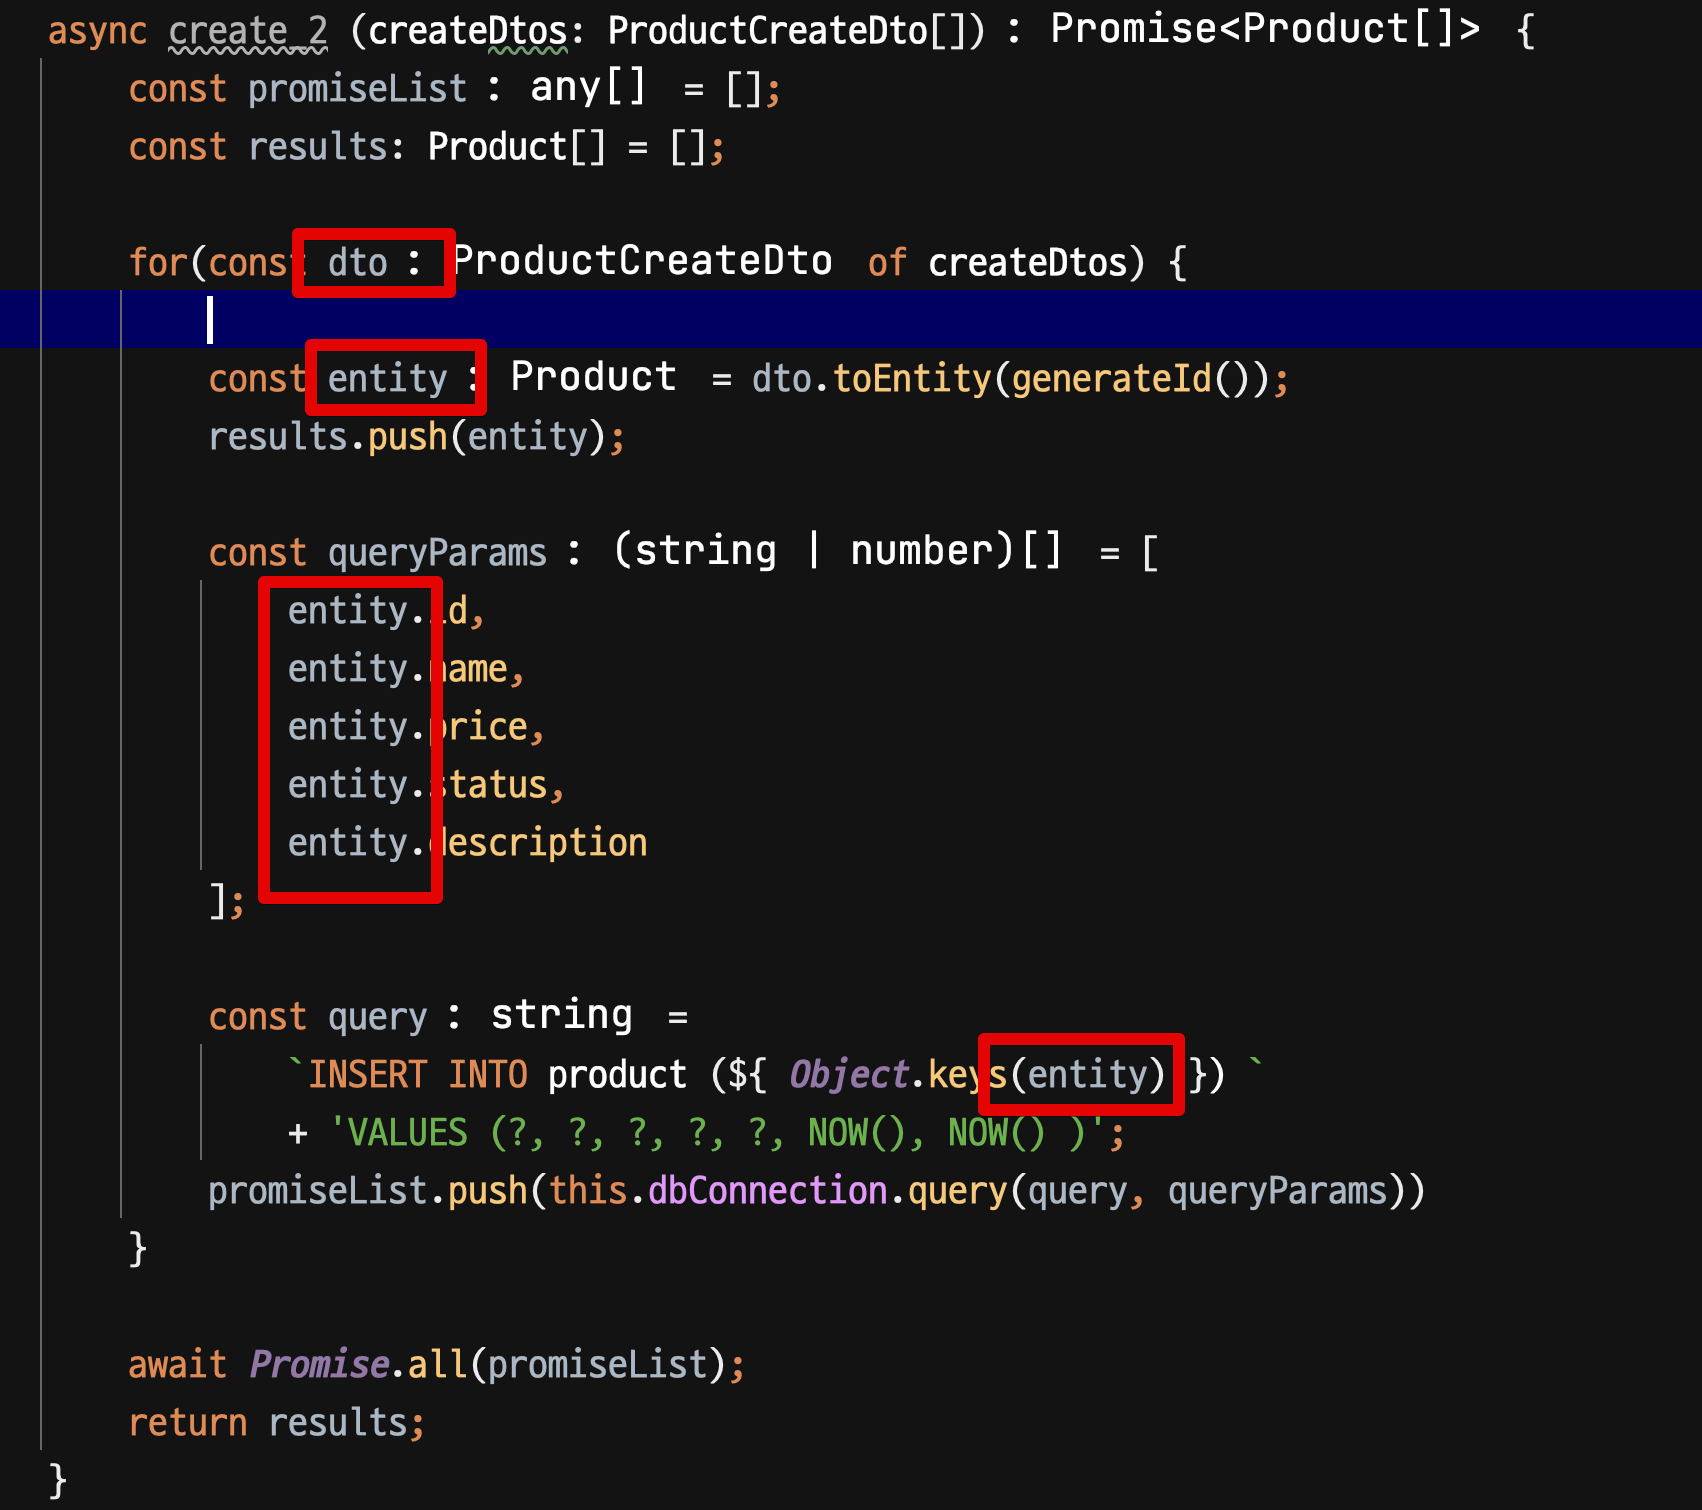 async create_2 (createDtos: ProductCreateDto[]) : Promise<Product[]> {
const promiseList : any[] = [];
const results: Product[] = [];
for(const dto : ProductCreateDto of createDtos) {
const entity : Product = dto.toEntity(generateId());
results.push(entity);
const queryParams : (string | number)[] = [
entity.id,
entity.name,
entity.price,
entity.status,
entity.description
];
const query : string =
`INSERT INTO product (${ Object.keys(entity) }) `
+ 'VALUES (?, ?, ?, ?, ?, NOW(), NOW() )';
promiseList.push(this.dbConnection.query(query, queryParams))
}
await Promise.all(promiseList);
return results;
}